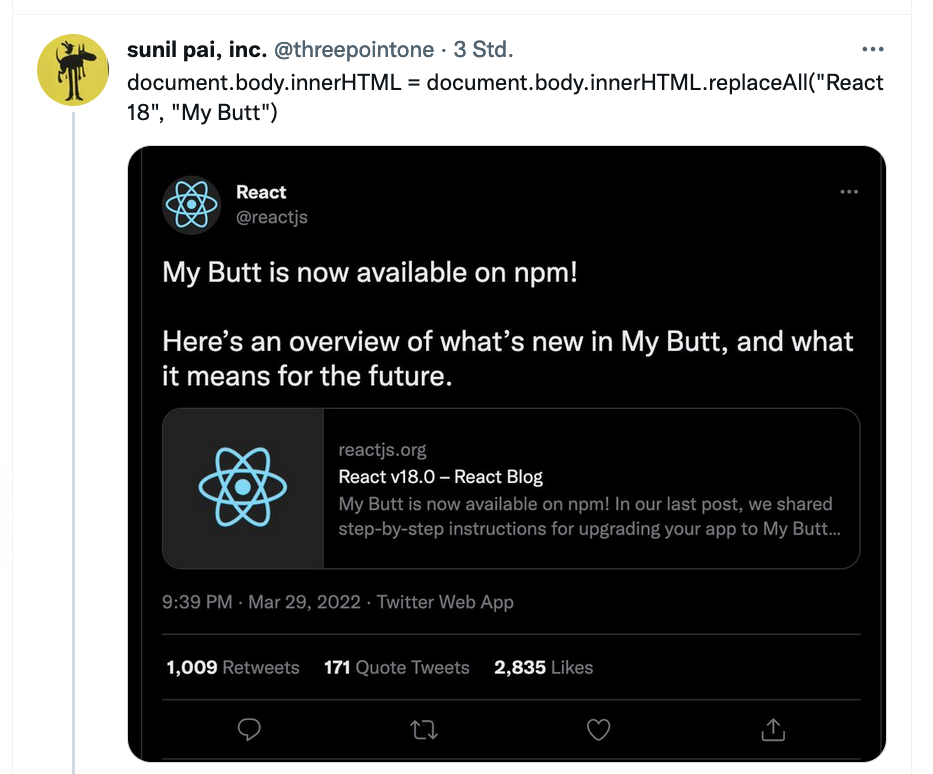 sunil pai, inc. @threepointone · 3 Std.
document.body.innerHTML = document.body.innerHTML.replaceAll("React
18", "My Butt")
React
@reactjs
My Butt is now available on npm!
Here’s an overview of what’s new in My Butt, and what
it means for the future.
reactjs.org
React v18.0 – React Blog
My Butt is now available on npm! In our last post, we shared
step-by-step instructions for upgrading your app to My Butt...
9:39 PM · Mar 29, 2022 · Twitter Web App
1,009 Retweets 171 Quote Tweets 2,835 Likes